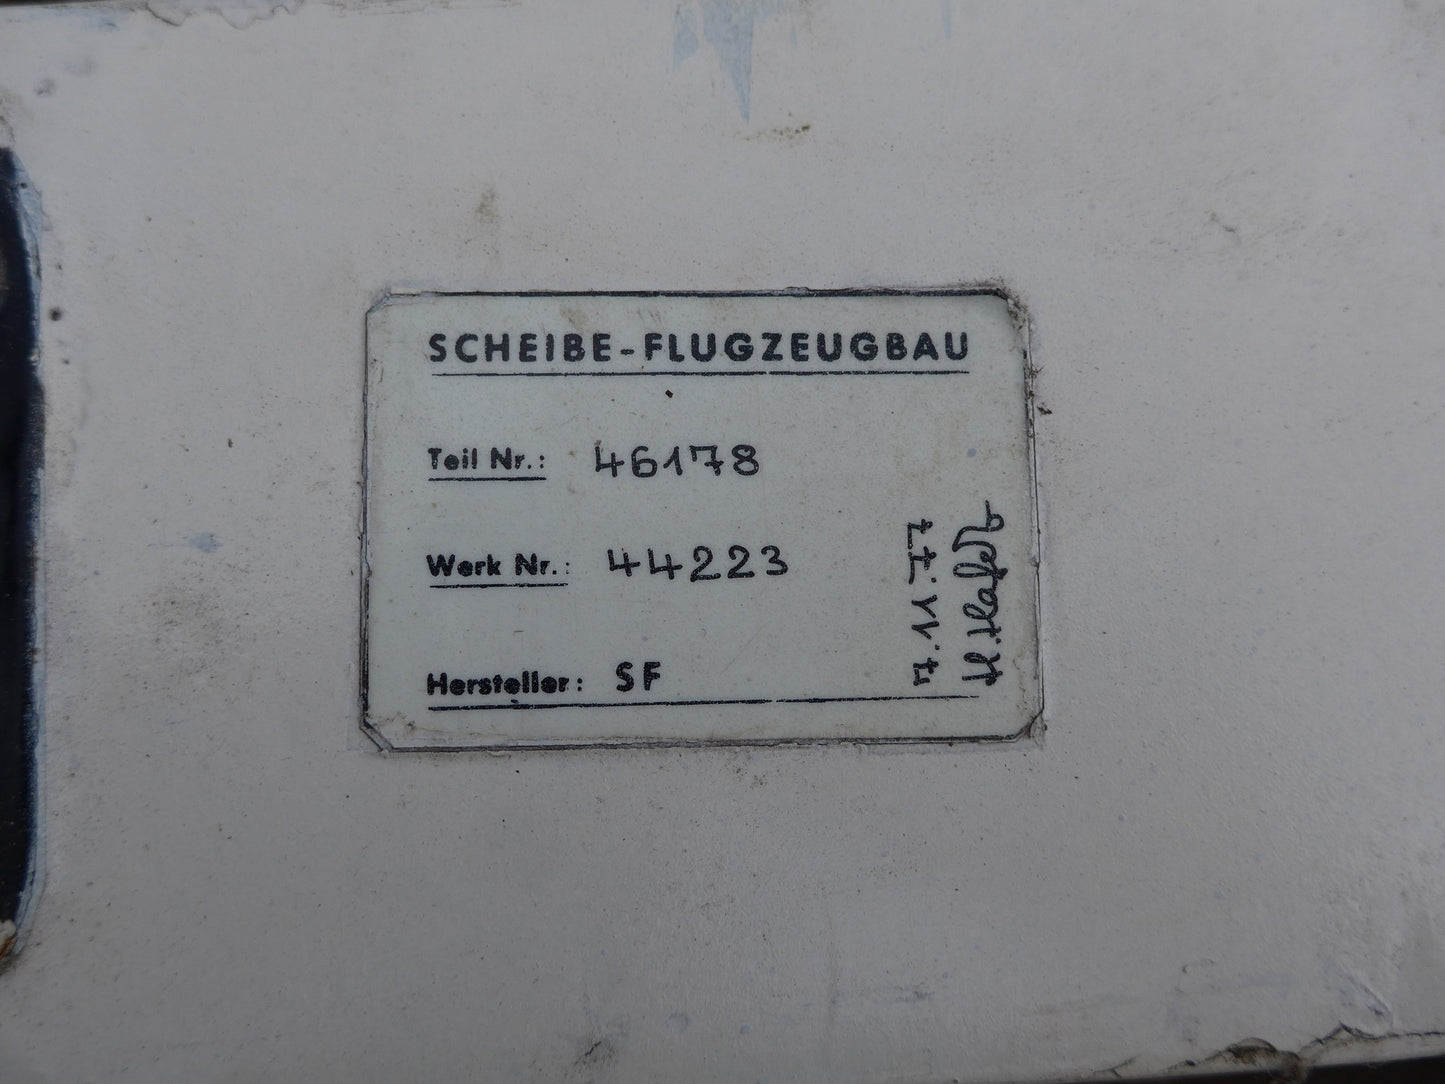 SCHEIBE-FLUGZEUGBAU
Teil Nr.: 46178
Werk Nr.: 44223
Hersteller: SF